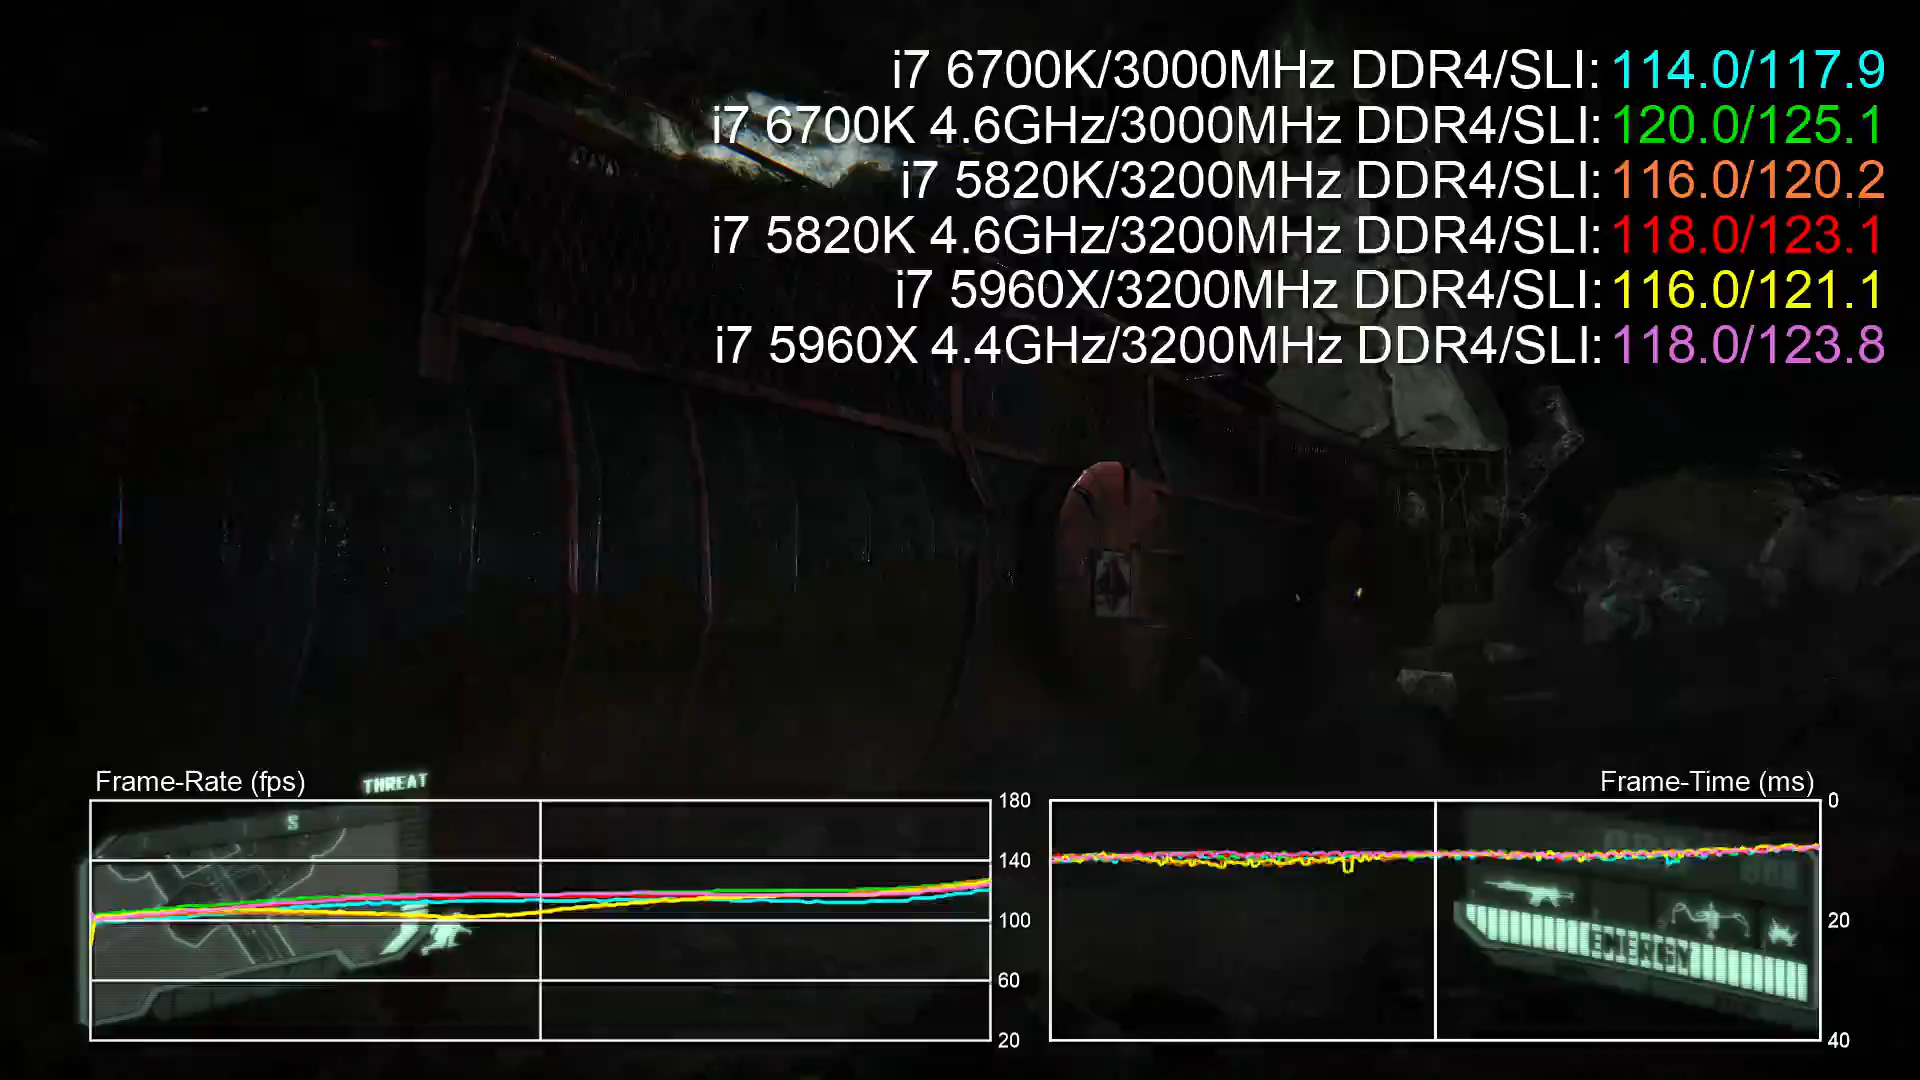 i7 6700K/3000MHz DDR4/SLI: 114.0/117.9
i7 6700K 4.6GHz/3000MHz DDR4/SLI: 120.0/125.1
i7 5820K/3200MHz DDR4/SLI: 116.0/120.2
i7 5820K 4.6GHz/3200MHz DDR4/SLI: 118.0/123.1
i7 5960X/3200MHz DDR4/SLI: 116.0/121.1
i7 5960X 4.4GHz/3200MHz DDR4/SLI: 118.0/123.8
Frame-Rate (fps)
THREAT
S
180
140
100
60
20
Frame-Time (ms)
0
20
40
ENERGY